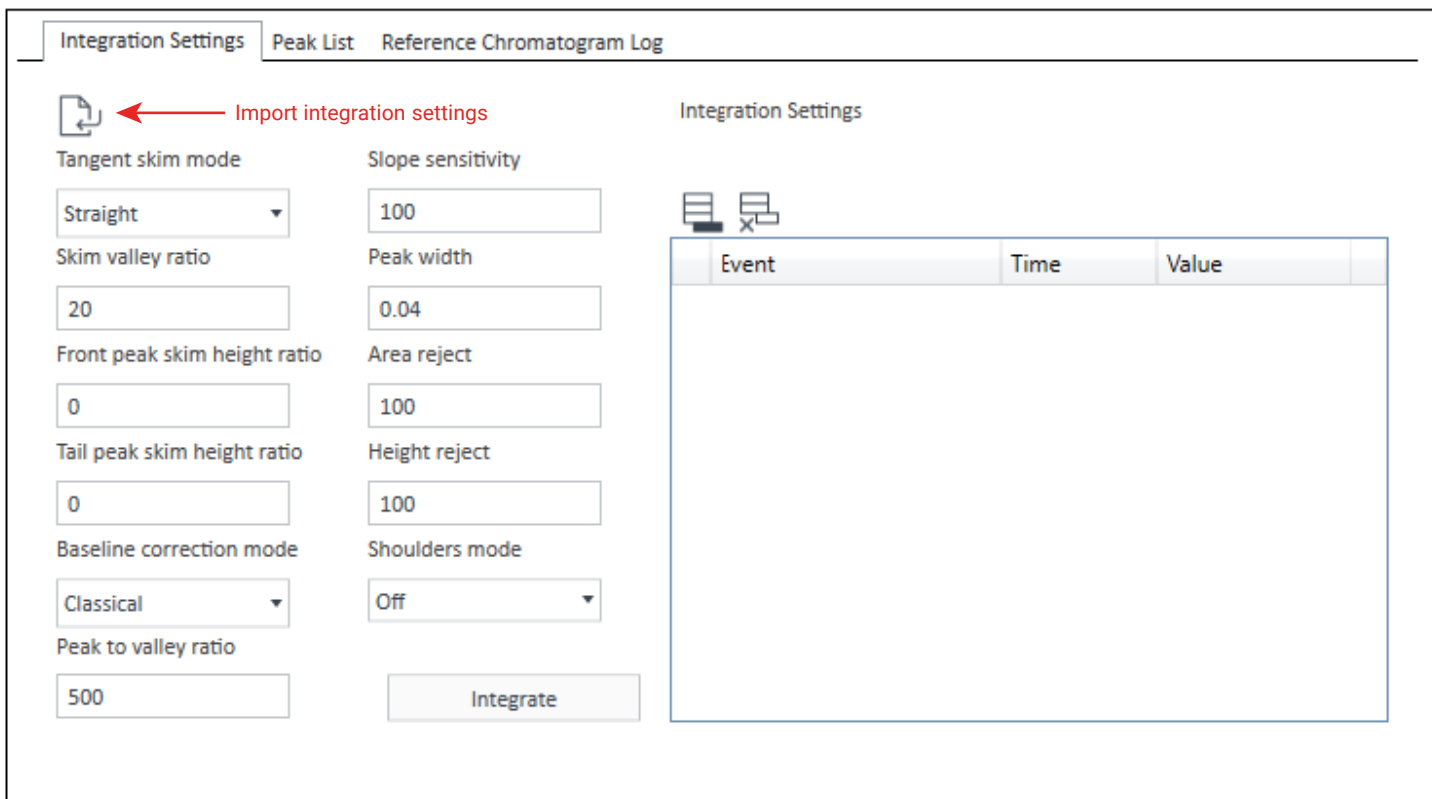 Integration Settings Peak List Reference Chromatogram Log
Import integration settings
Integration Settings
Tangent skim mode Slope sensitivity
Straight 100
Skim valley ratio Peak width
20 0.04
Front peak skim height ratio Area reject
0 100
Tail peak skim height ratio Height reject
0 100
Baseline correction mode Shoulders mode
Classical Off
Peak to valley ratio
500 Integrate
Event Time Value